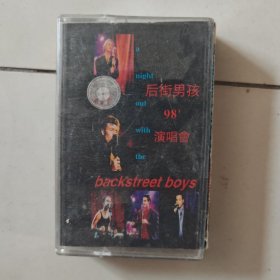 a
night
后街男孩
out
98'
with
演唱會
the
backstreet boys